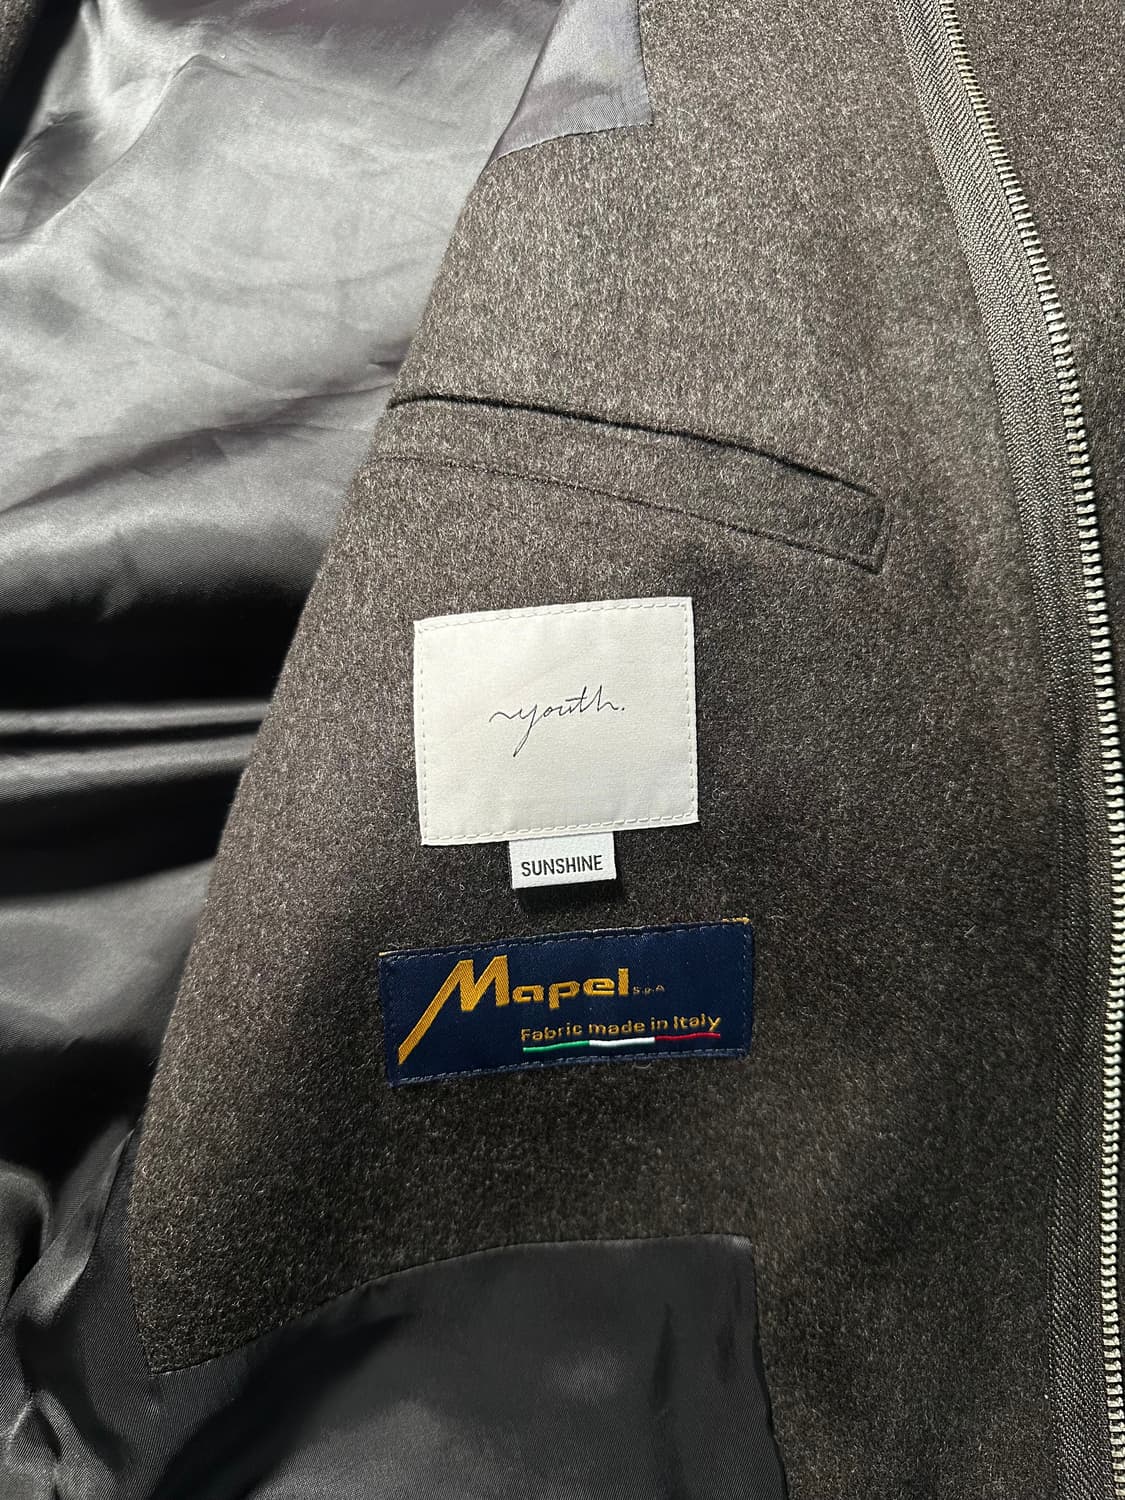 youth.
SUNSHINE
Mapel S.p.A
Fabric made in Italy